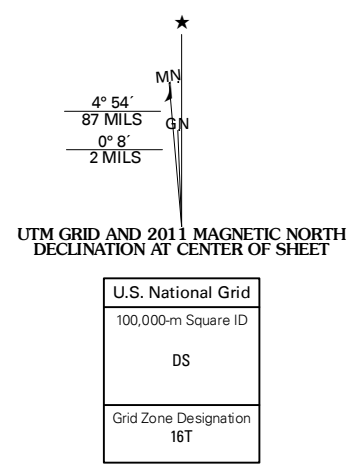 MN
4° 54´
87 MILS
GN
0° 8´
2 MILS
UTM GRID AND 2011 MAGNETIC NORTH
DECLINATION AT CENTER OF SHEET
U.S. National Grid
100,000-m Square ID
DS
Grid Zone Designation
16T